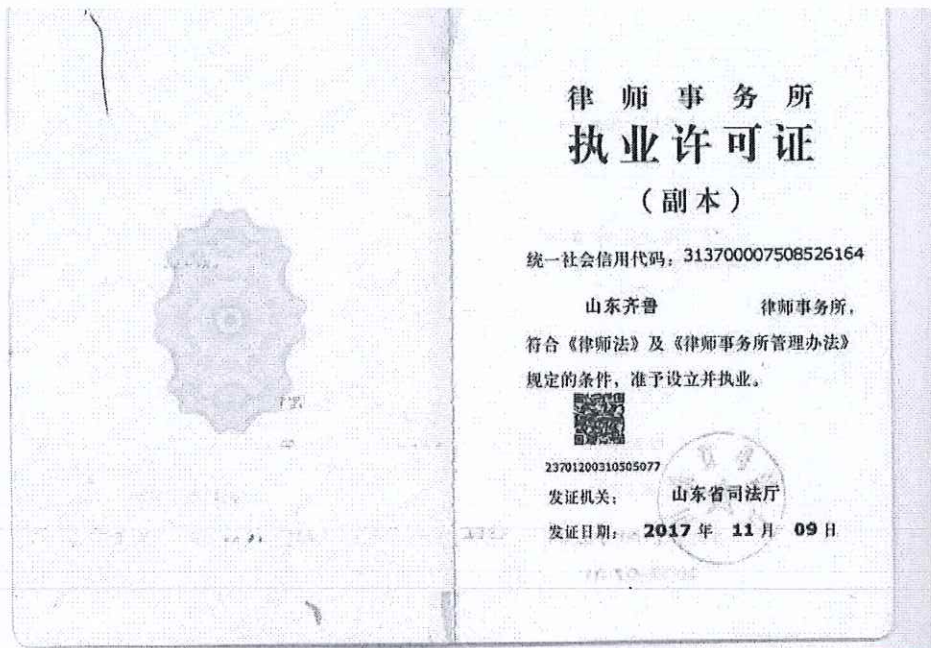 律师事务所
执业许可证
（副本）
统一社会信用代码：313700007508526164
山东齐鲁 律师事务所，
符合《律师法》及《律师事务所管理办法》
规定的条件，准予设立并执业。
23701200310505077
发证机关： 山东省司法厅
发证日期： 2017 年 11 月 09 日